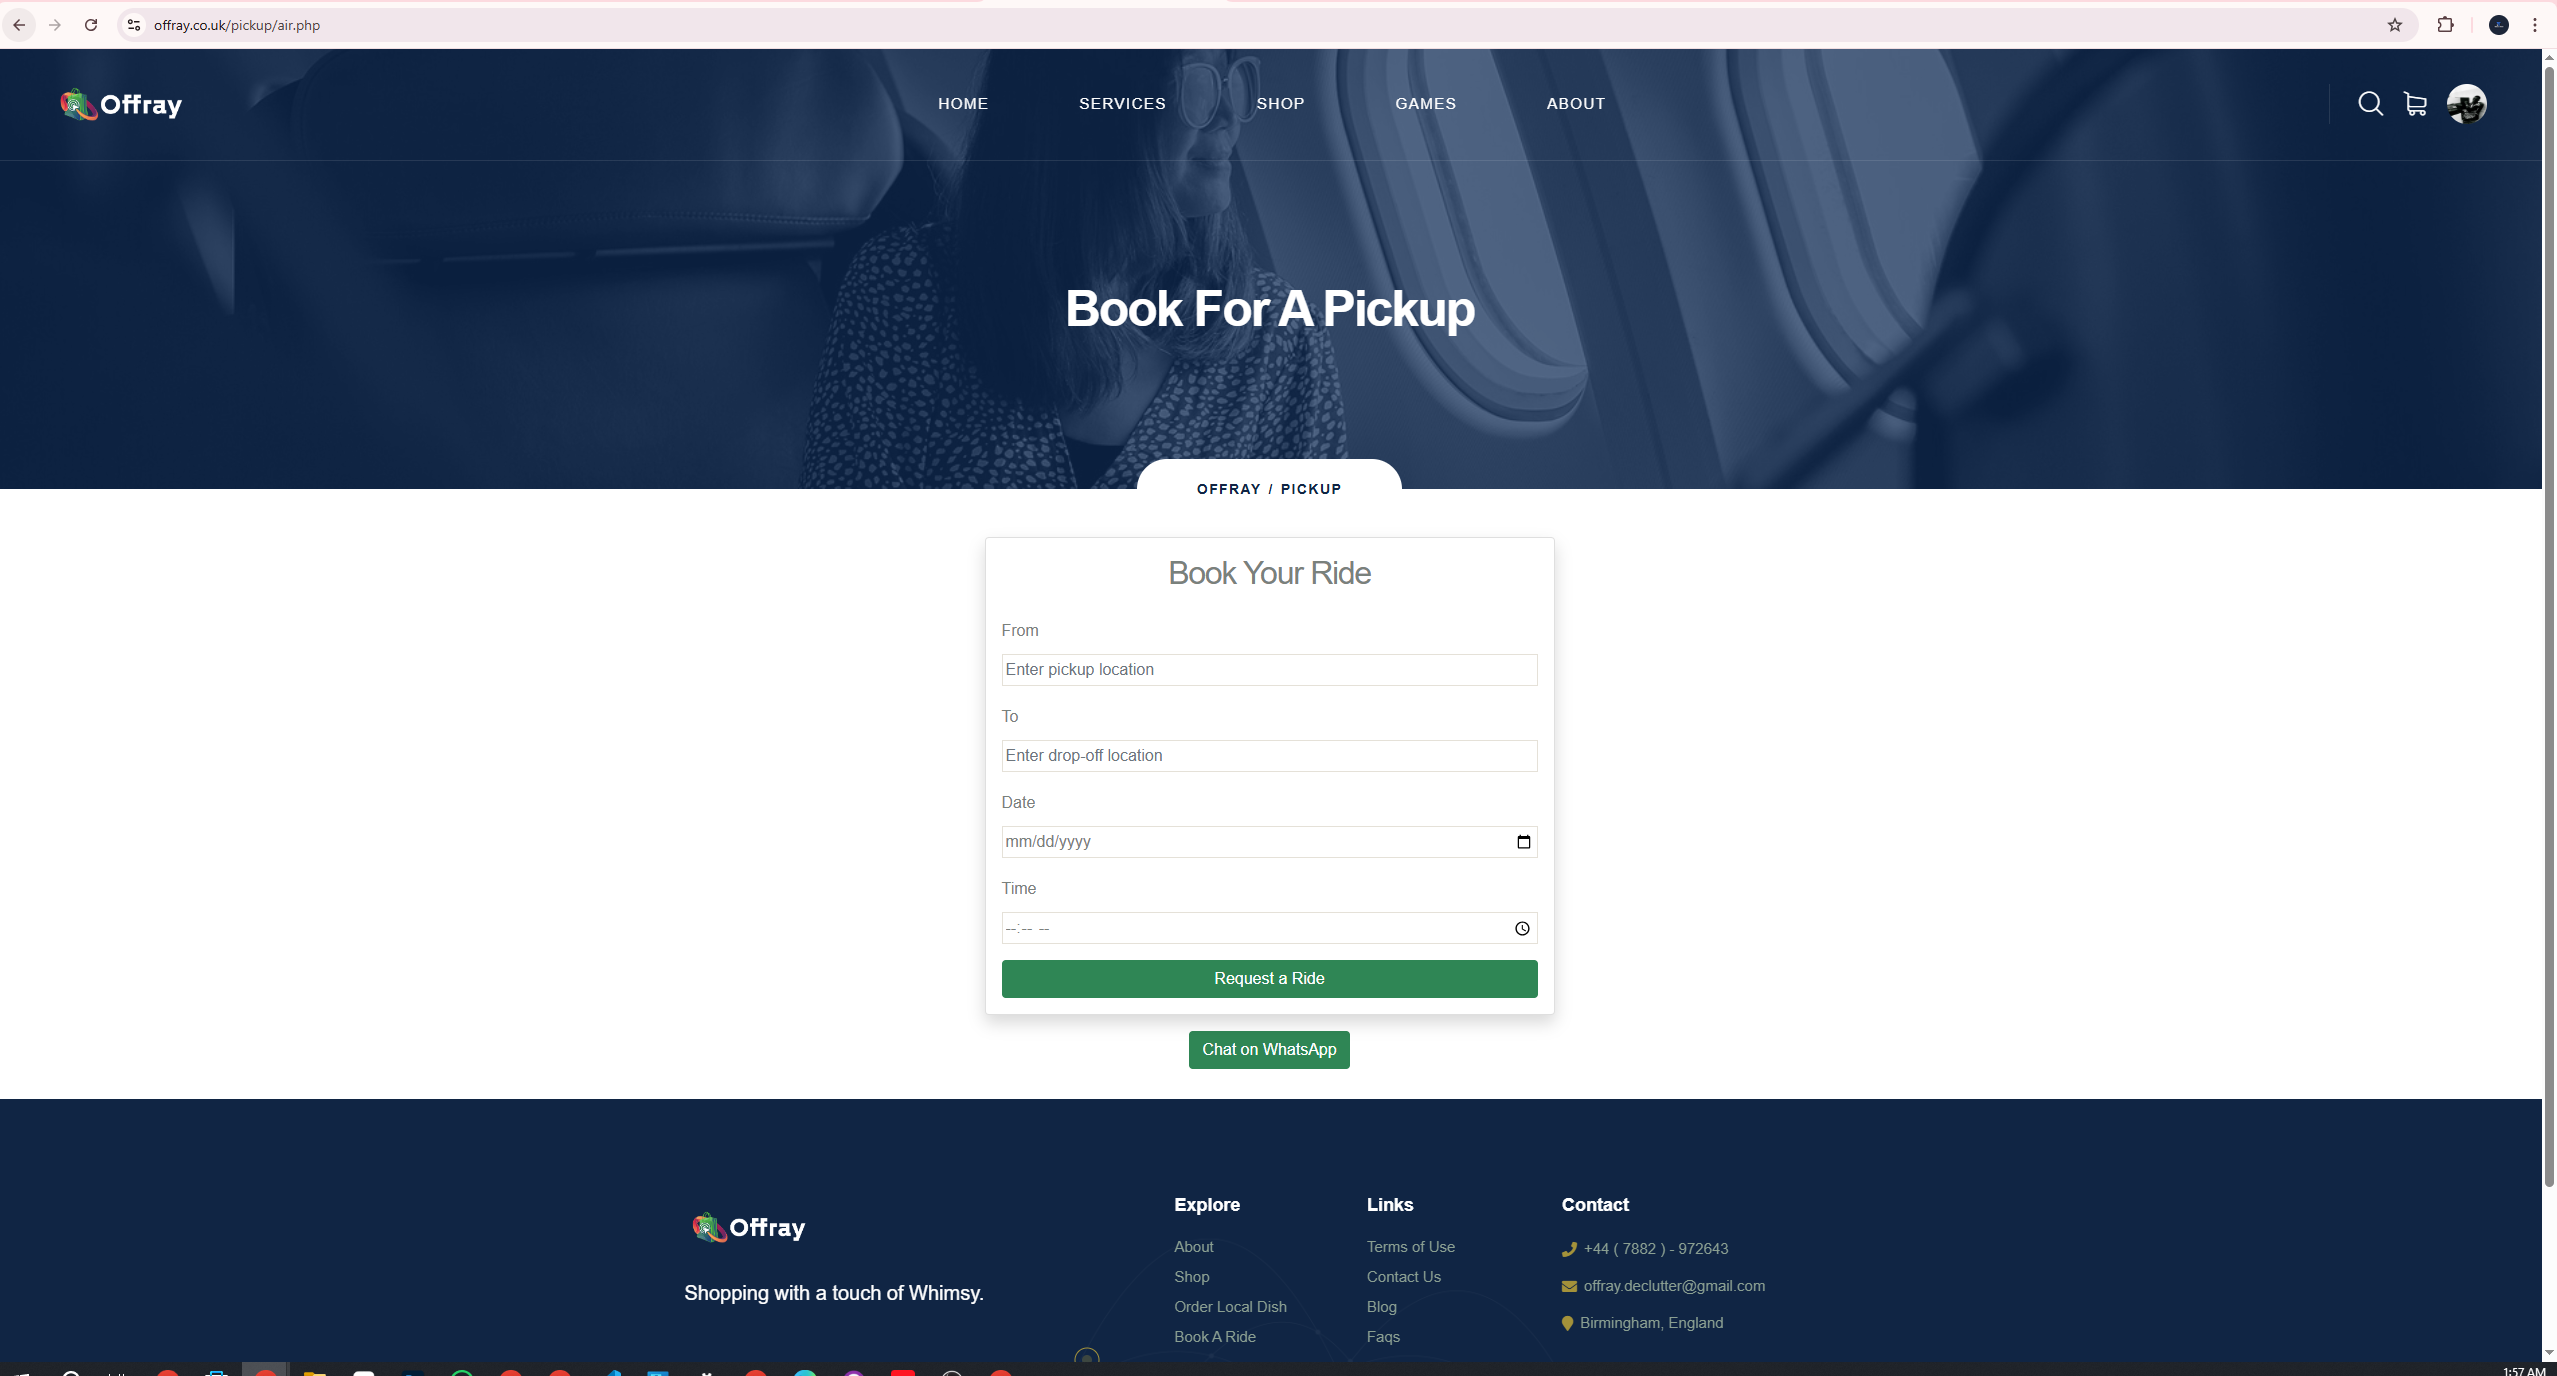 offray.co.uk/pickup/air.php
Offray
HOME SERVICES SHOP GAMES ABOUT
Book For A Pickup
OFFRAY / PICKUP
Book Your Ride
From
Enter pickup location
To
Enter drop-off location
Date
mm/dd/yyyy
Time
--:-- --
Request a Ride
Chat on WhatsApp
Offray
Shopping with a touch of Whimsy.
Explore
About
Shop
Order Local Dish
Book A Ride
Links
Terms of Use
Contact Us
Blog
Faqs
Contact
+44 ( 7882 ) - 972643
offray.declutter@gmail.com
Birmingham, England
1:57 AM